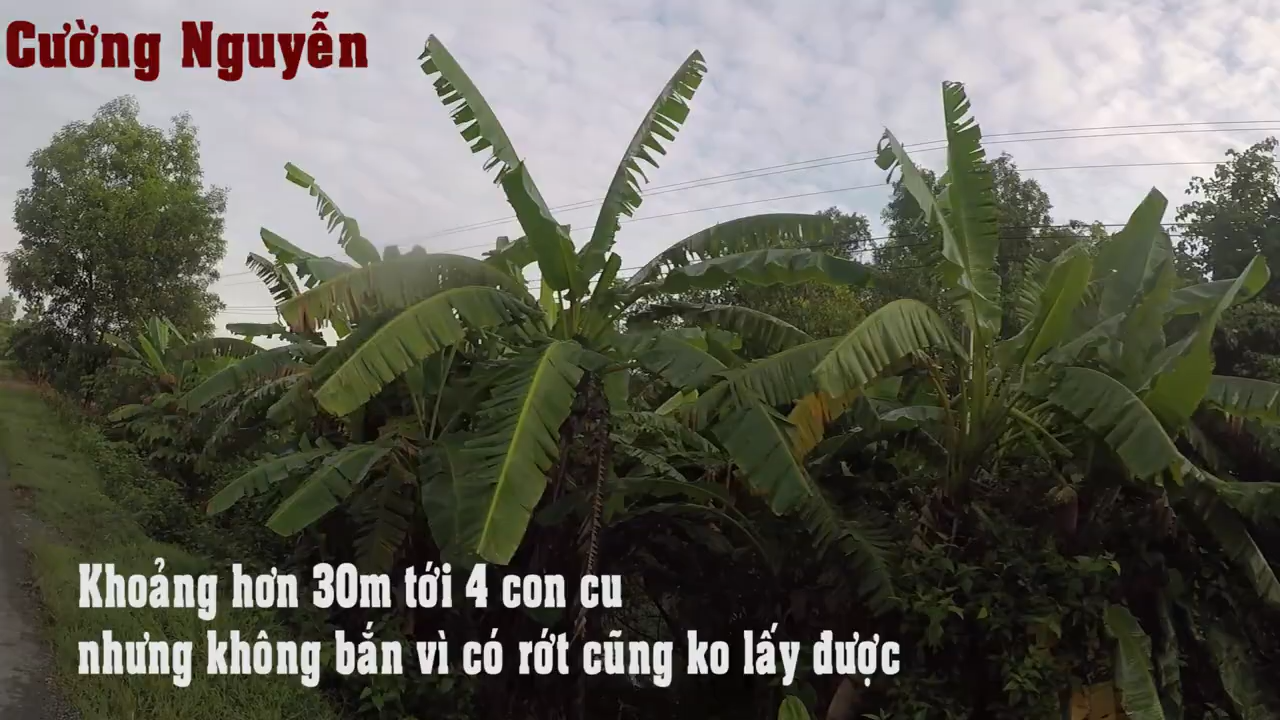 Cường Nguyễn
Khoảng hơn 30m tới 4 con cu
nhưng không bắn vì có rớt cũng ko lấy được